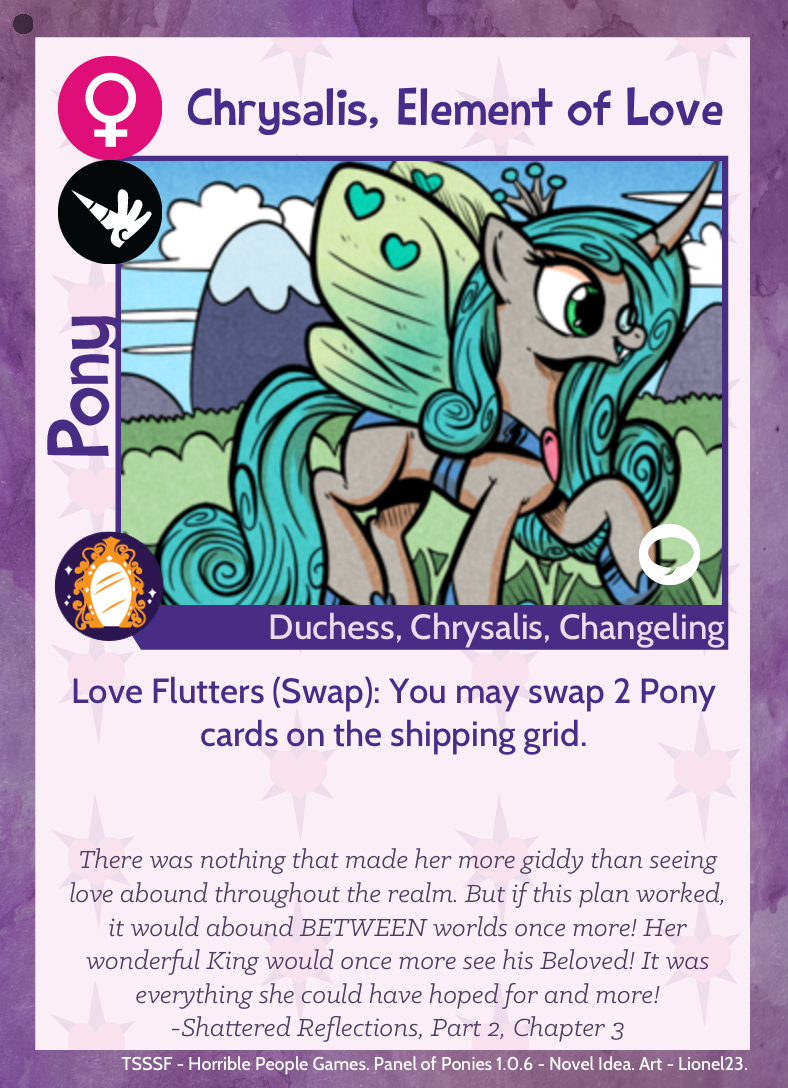 Chrysalis, Element of Love
Pony
Duchess, Chrysalis, Changeling
Love Flutters (Swap): You may swap 2 Pony
cards on the shipping grid.
There was nothing that made her more giddy than seeing
love abound throughout the realm. But if this plan worked,
it would abound BETWEEN worlds once more! Her
wonderful King would once more see his Beloved! It was
everything she could have hoped for and more!
-Shattered Reflections, Part 2, Chapter 3
TSSSF - Horrible People Games. Panel of Ponies 1.0.6 - Novel Idea. Art - Lionel23.